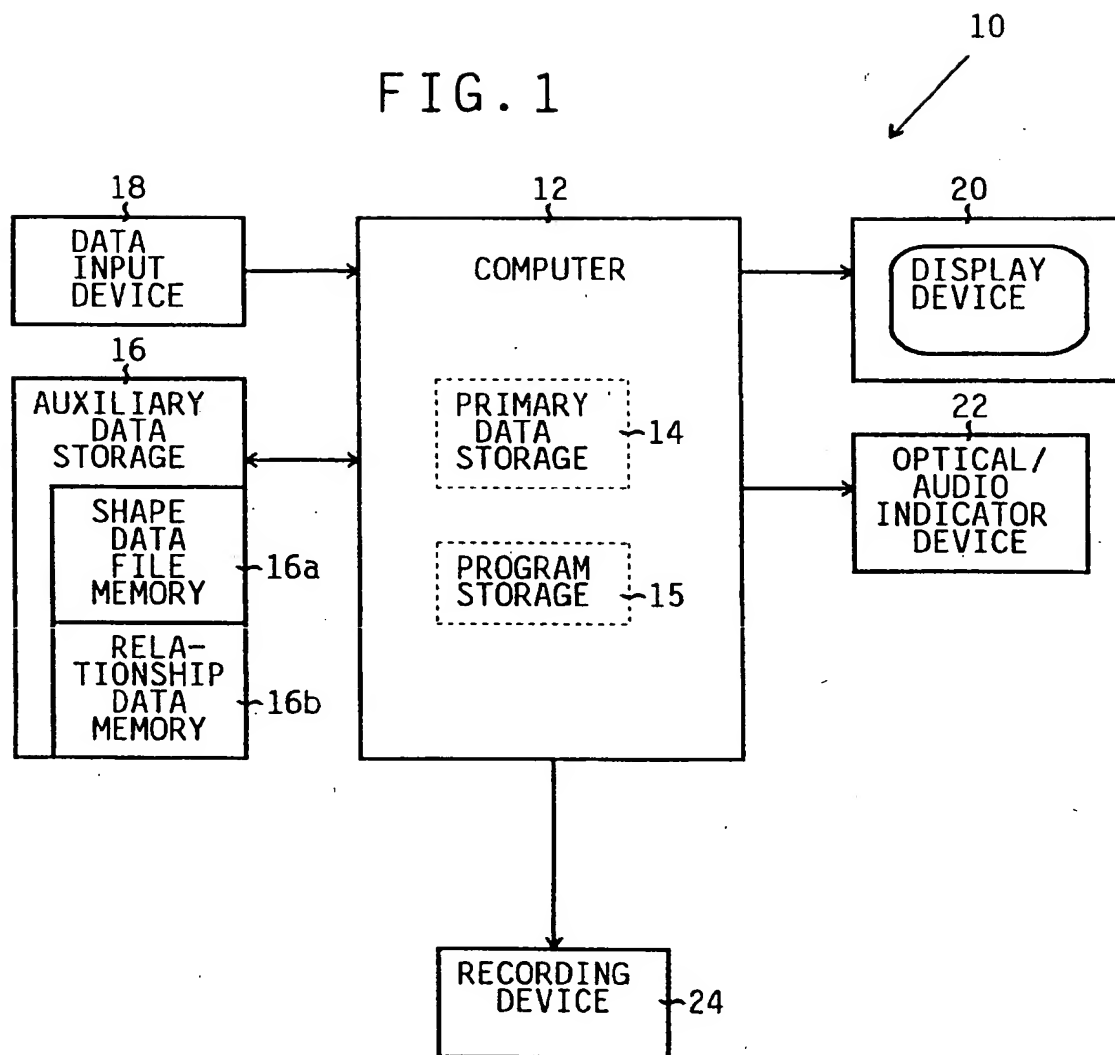 10
FIG.1
18
DATA
INPUT
DEVICE
12
COMPUTER
20
DISPLAY
DEVICE
16
AUXILIARY
DATA
STORAGE
PRIMARY
DATA
STORAGE
14
22
OPTICAL/
AUDIO
INDICATOR
DEVICE
SHAPE
DATA
FILE
MEMORY
16a
PROGRAM
STORAGE
15
RELA-
TIONSHIP
DATA
MEMORY
16b
RECORDING
DEVICE
24